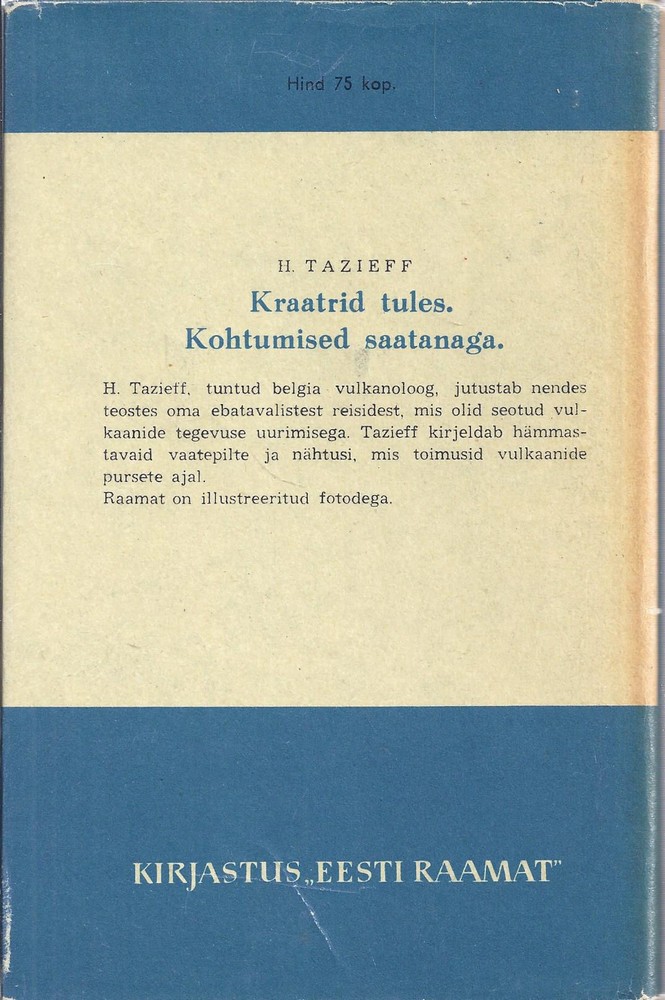 Hind 75 kop.
H. TAZIEFF
Kraatrid tules.
Kohtumised saatanaga.
H. Tazieff, tuntud belgia vulkanoloog, jutustab nendes
teostes oma ebatavalistest reisidest, mis olid seotud vul-
kaanide tegevuse uurimisega. Tazieff kirjeldab hämmas-
tavaid vaatepilte ja nähtusi, mis toimusid vulkaanide
pursete ajal.
Raamat on illustreeritud fotodega.
KIRJASTUS „EESTI RAAMAT”